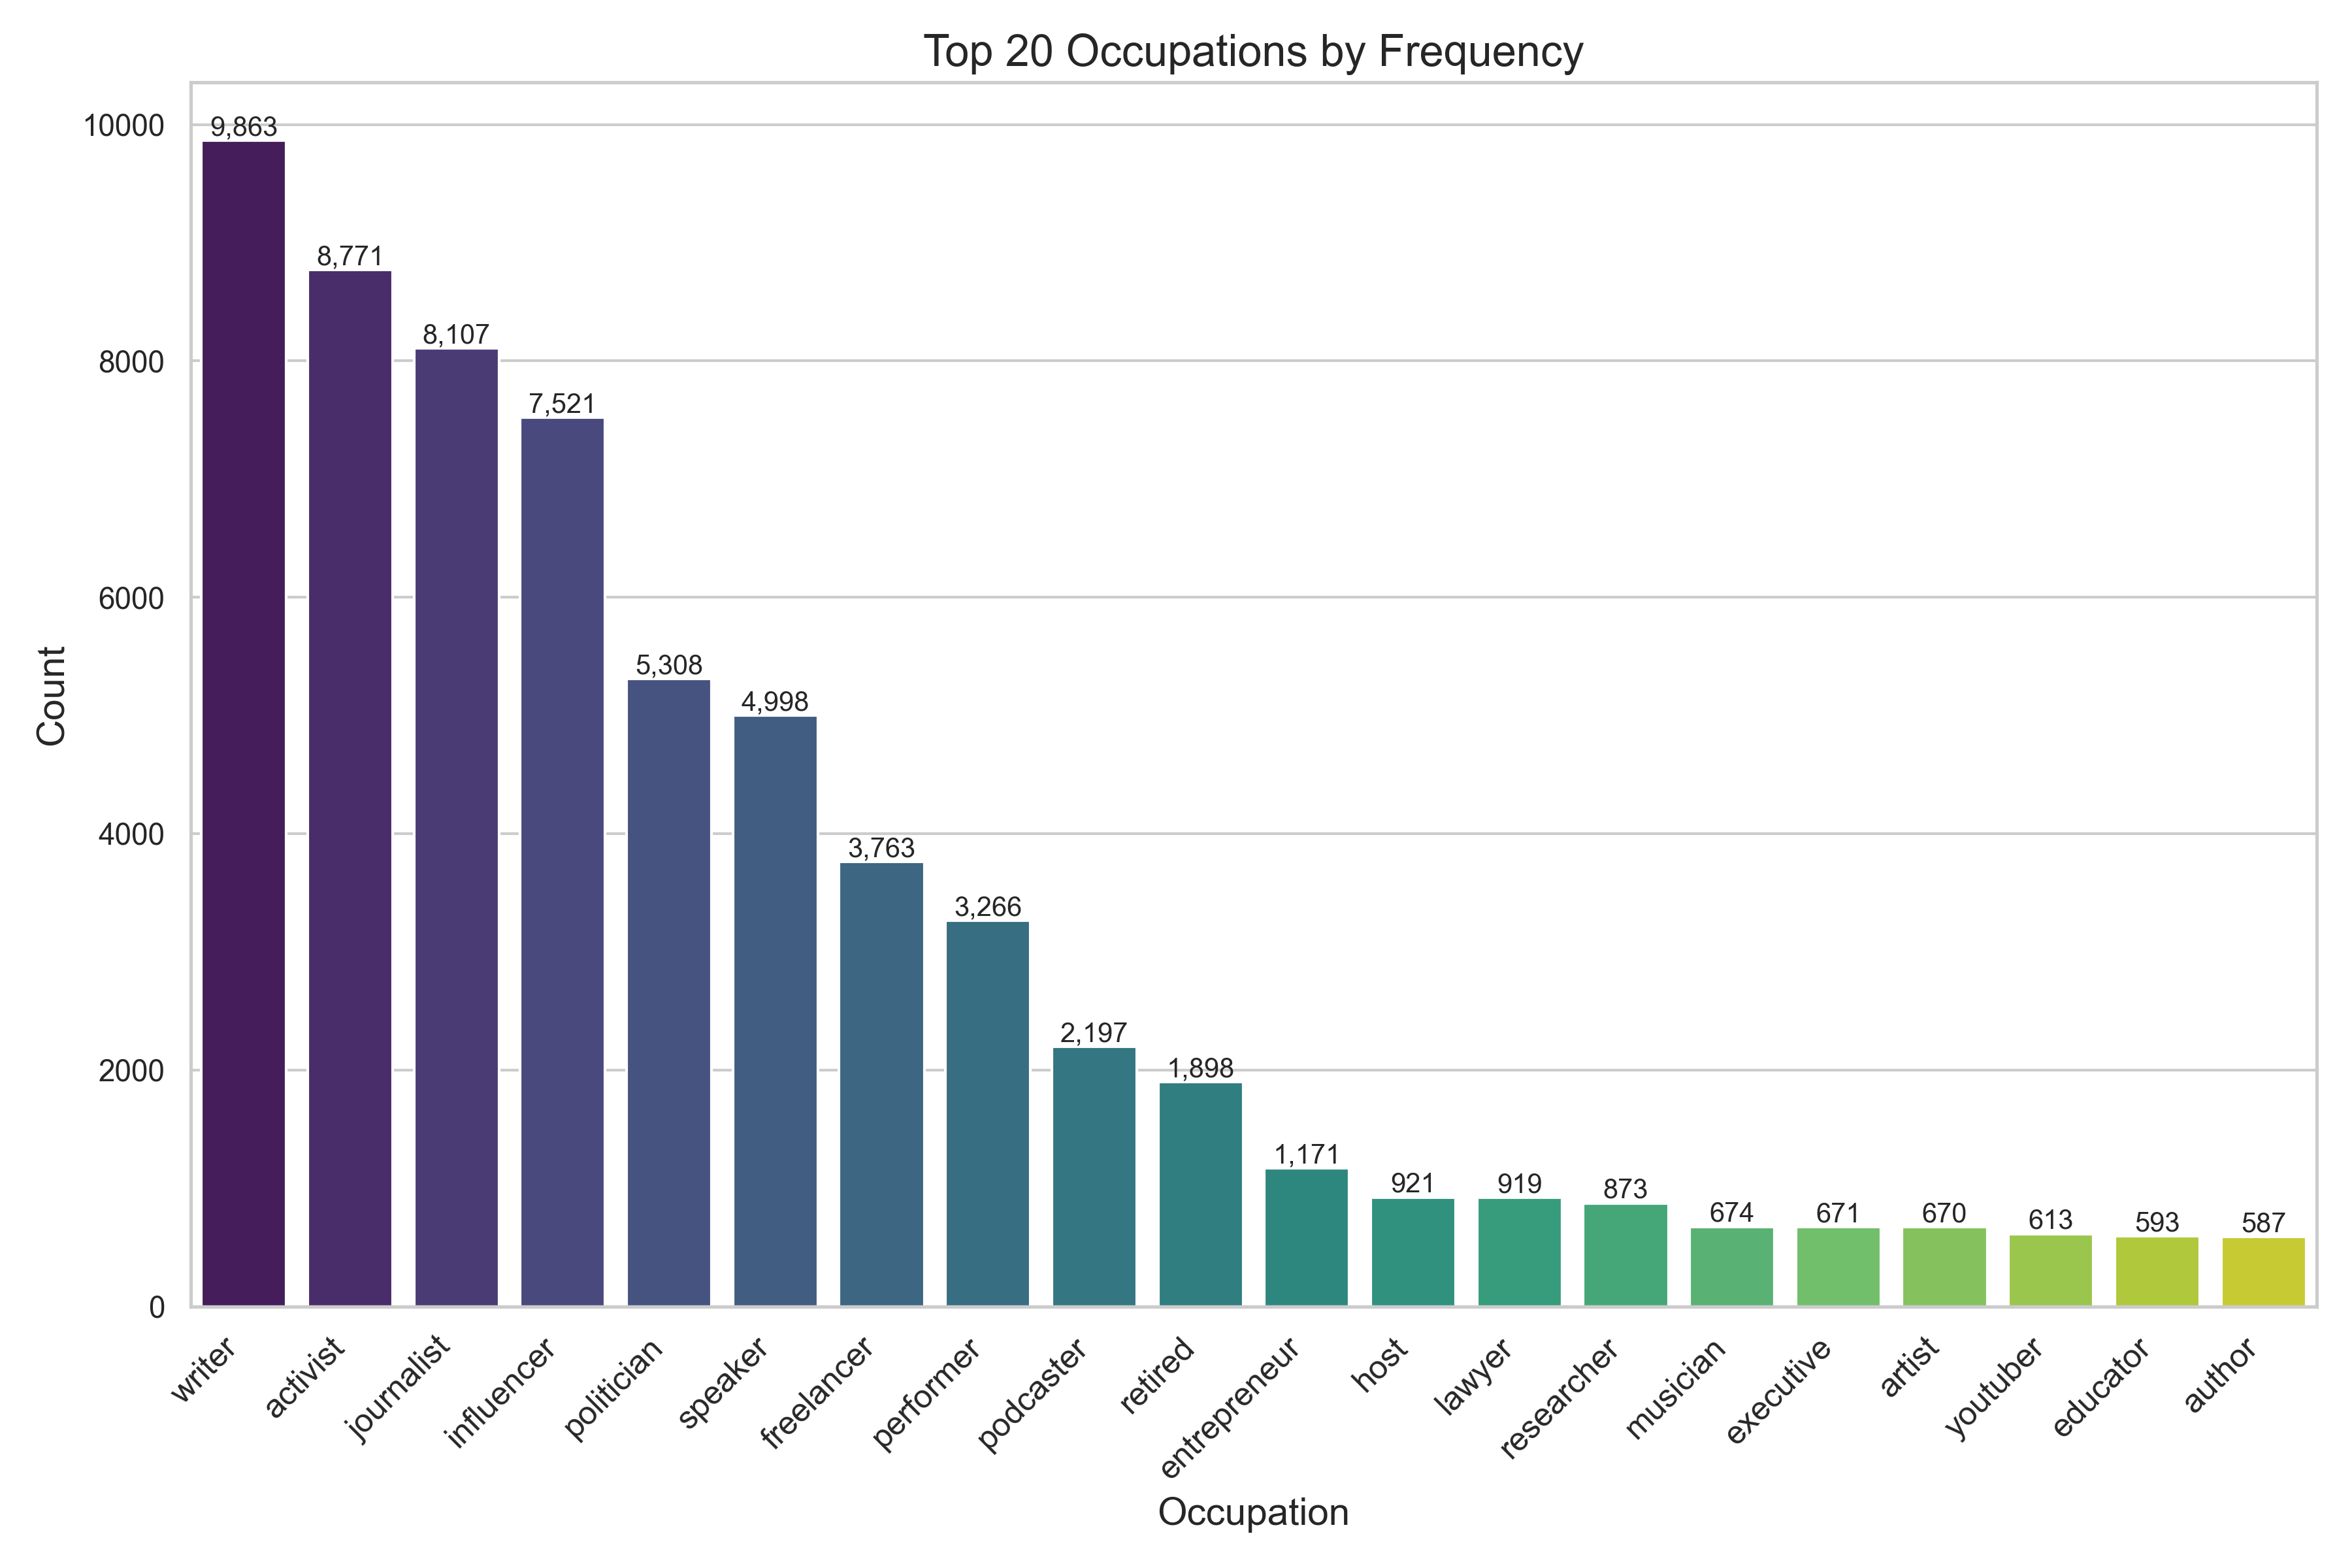 Top 20 Occupations by Frequency
Count
10000
8000
6000
4000
2000
0
9,863
8,771
8,107
7,521
5,308
4,998
3,763
3,266
2,197
1,898
1,171
921
919
873
674
671
670
613
593
587
writer
activist
journalist
influencer
politician
speaker
freelancer
performer
podcaster
retired
entrepreneur
host
lawyer
researcher
musician
executive
artist
youtuber
educator
author
Occupation